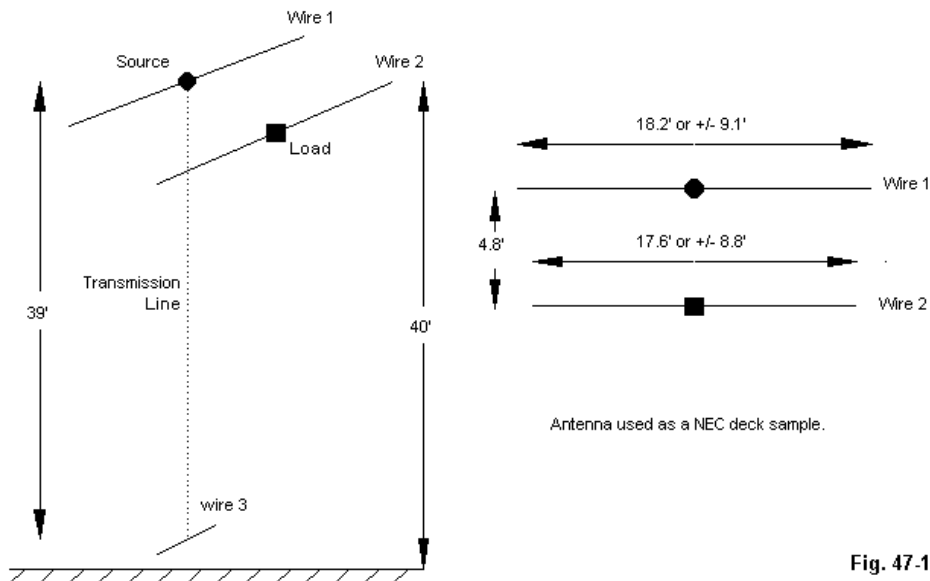 Wire 1
Source
Wire 2
Load
Transmission
Line
39'
40'
wire 3
18.2' or +/- 9.1'
Wire 1
4.8'
17.6' or +/- 8.8'
Wire 2
Antenna used as a NEC deck sample.
Fig. 47-1